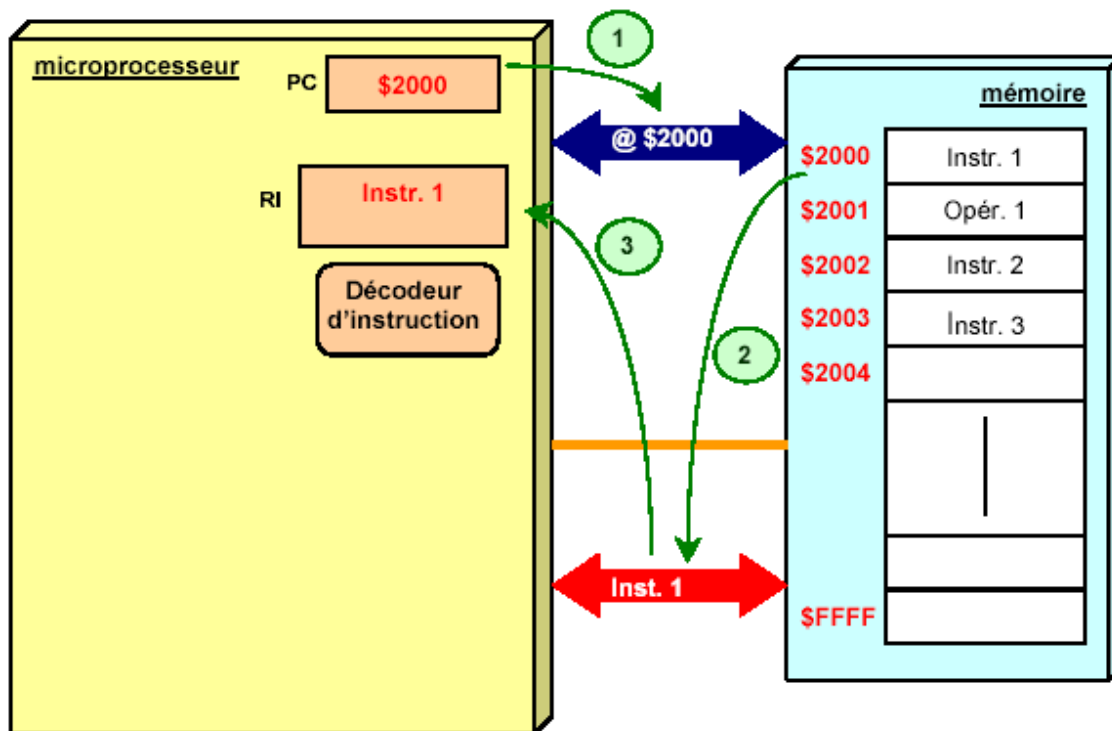 microprocesseur
PC
$2000
RI
Instr. 1
Décodeur
d'instruction
1
@ $2000
3
2
Inst. 1
mémoire
$2000
Instr. 1
$2001
Opér. 1
$2002
Instr. 2
$2003
Instr. 3
$2004
$FFFF